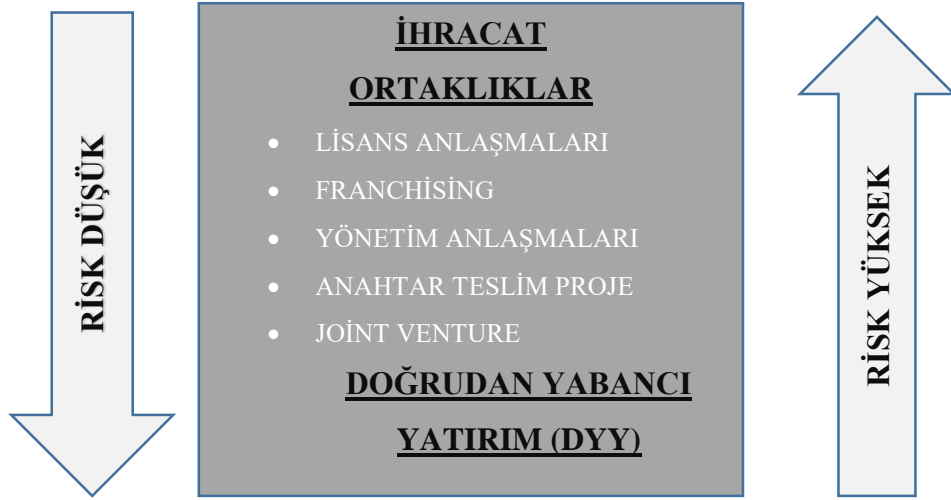 İHRACAT
ORTAKLIKLAR
• LİSANS ANLAŞMALARI
• FRANCHİSİNG
• YÖNETİM ANLAŞMALARI
• ANAHTAR TESLİM PROJE
• JOİNT VENTURE
DOĞRUDAN YABANCI
YATIRIM (DYY)
RİSK DÜŞÜK
RİSK YÜKSEK